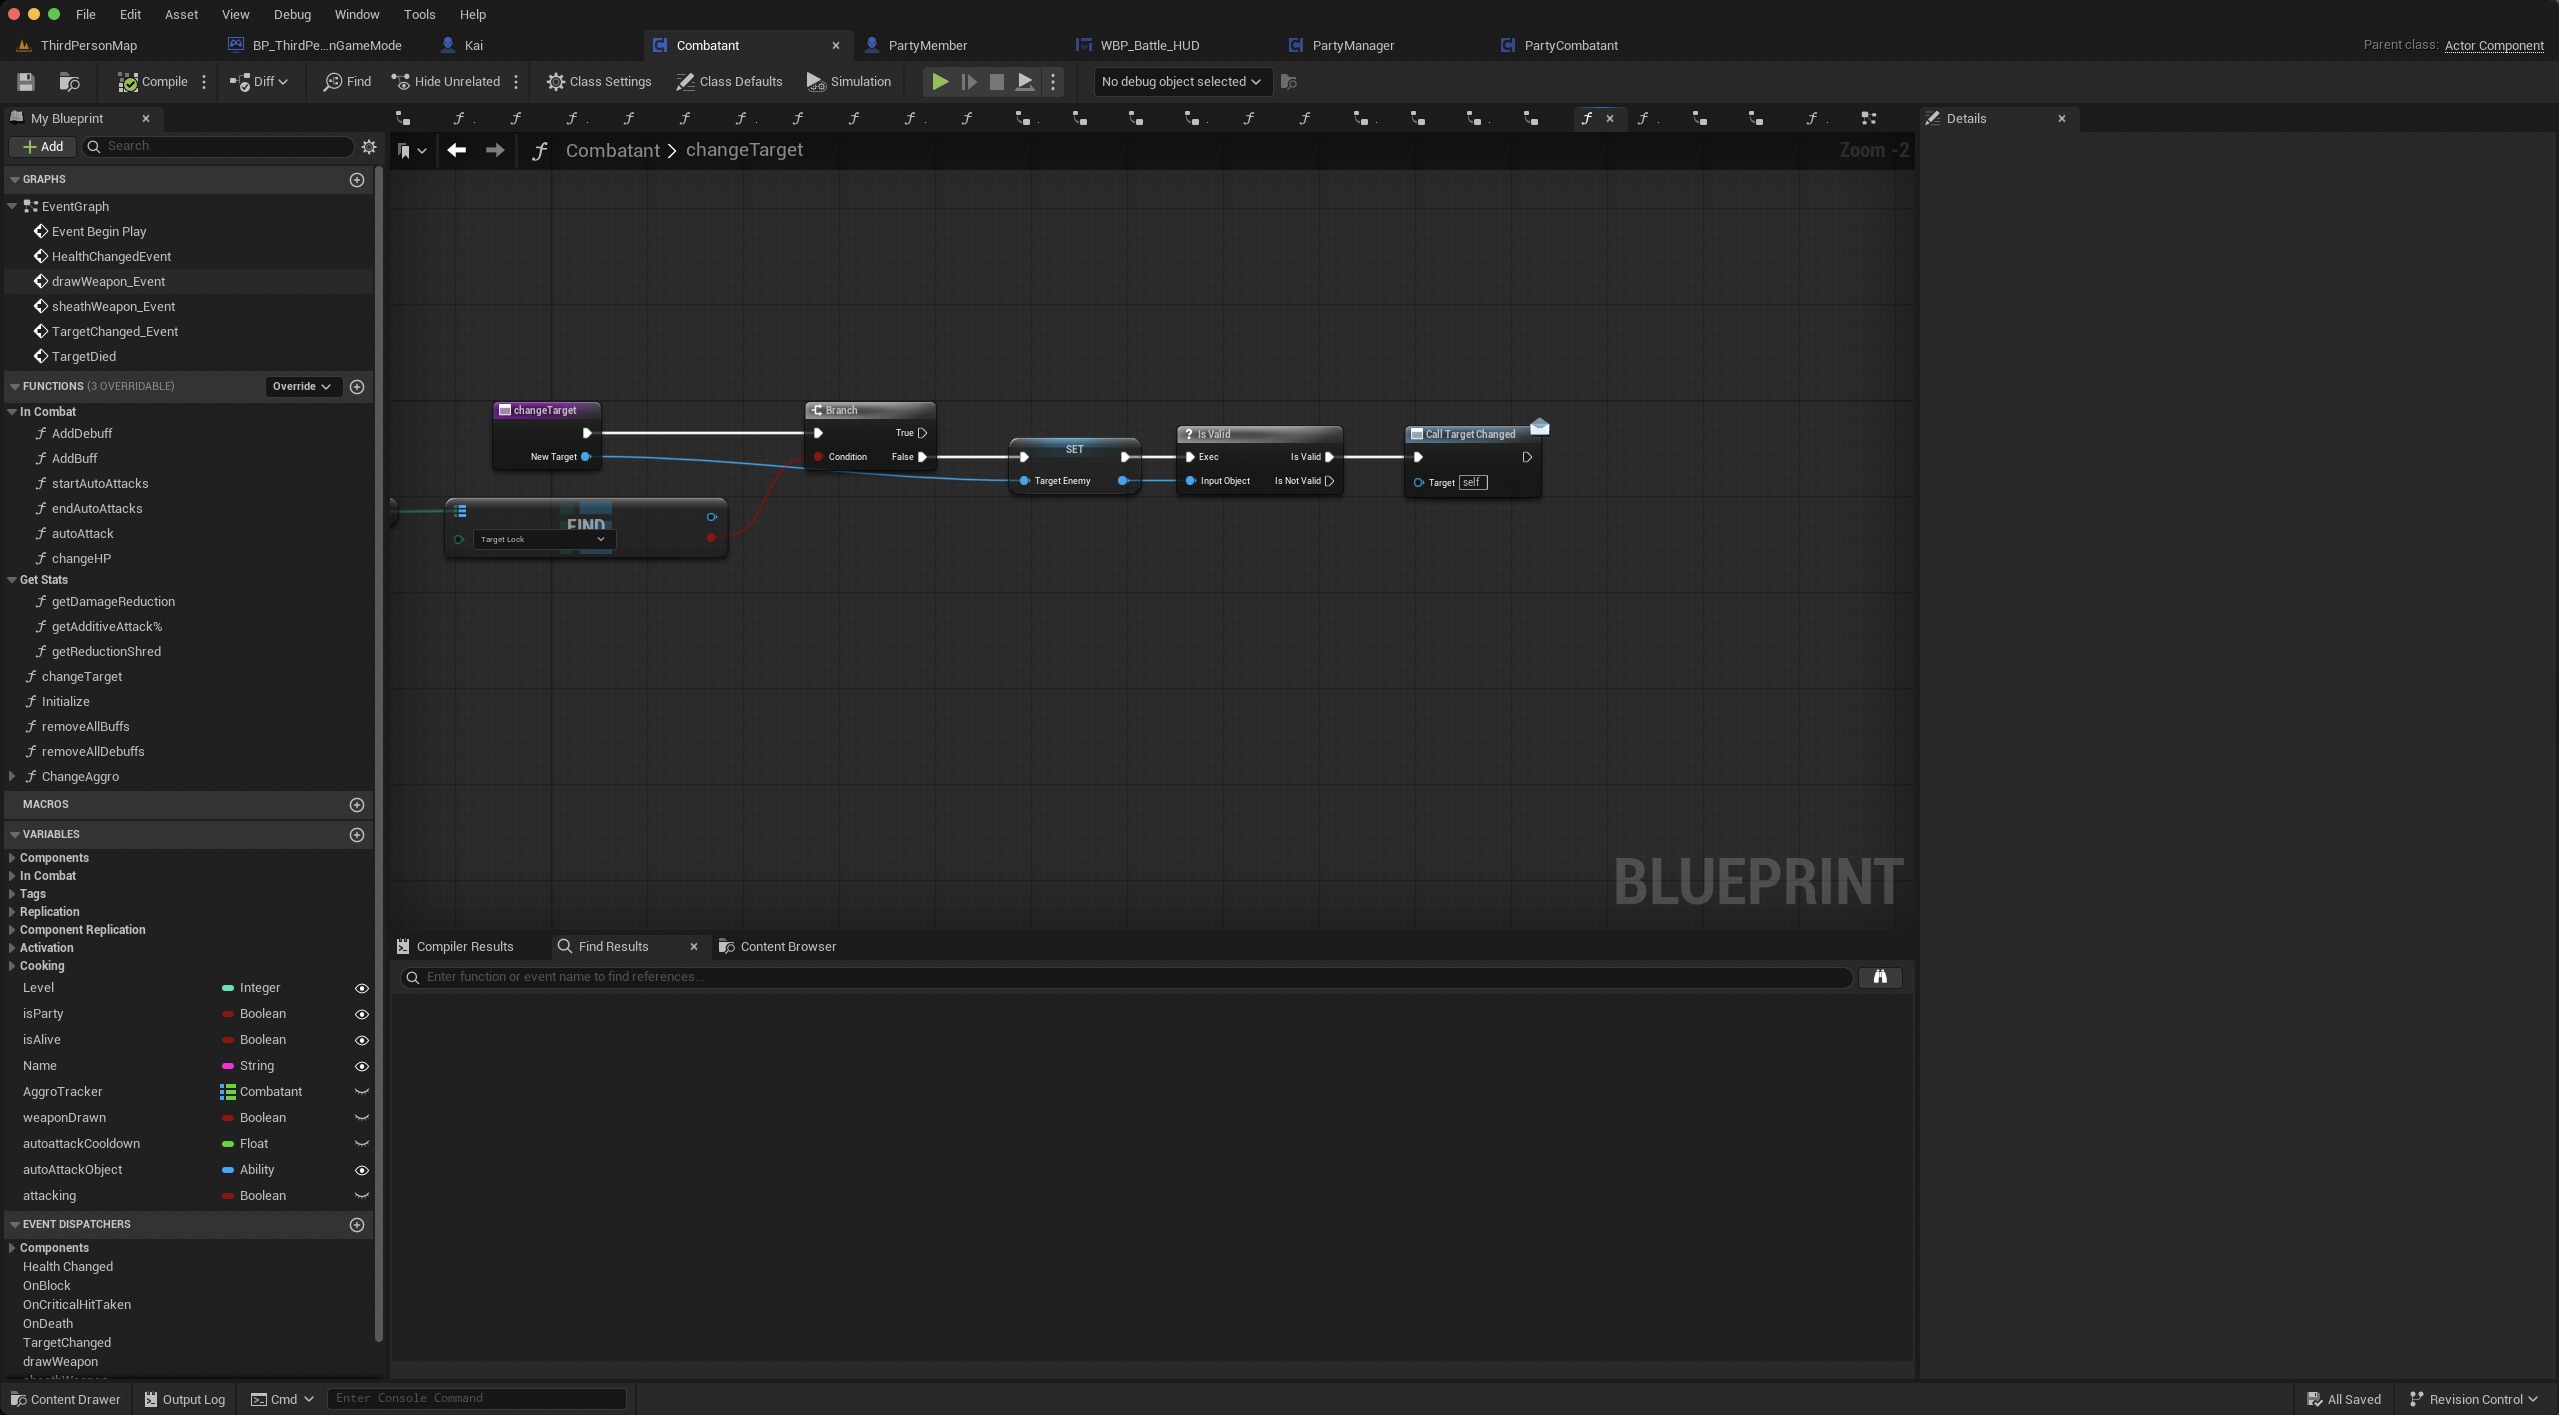 File Edit Asset View Debug Window Tools Help
ThirdPersonMap BP_ThirdPe...nGameMode Kai Combatant PartyMember WBP_Battle_HUD PartyManager PartyCombatant Parent class: Actor Component
Compile Diff Find Hide Unrelated Class Settings Class Defaults Simulation No debug object selected
My Blueprint
Details
Add Search
Combatant > changeTarget Zoom -2
GRAPHS
EventGraph
Event Begin Play
HealthChangedEvent
drawWeapon_Event
sheathWeapon_Event
TargetChanged_Event
TargetDied
FUNCTIONS (3 OVERRIDABLE) Override
In Combat
AddDebuff
AddBuff
startAutoAttacks
endAutoAttacks
autoAttack
changeHP
Get Stats
getDamageReduction
getAdditiveAttack%
getReductionShred
changeTarget
Initialize
removeAllBuffs
removeAllDebuffs
ChangeAggro
MACROS
VARIABLES
Components
In Combat
Tags
Replication
Component Replication
Activation
Cooking
Level Integer
isParty Boolean
isAlive Boolean
Name String
AggroTracker Combatant
weaponDrawn Boolean
autoattackCooldown Float
autoAttackObject Ability
attacking Boolean
EVENT DISPATCHERS
Components
Health Changed
OnBlock
OnCriticalHitTaken
OnDeath
TargetChanged
drawWeapon
changeTarget
New Target
Branch
True
Condition False
FIND
Target Lock
SET
Target Enemy
? Is Valid
Exec Is Valid
Input Object Is Not Valid
Call Target Changed
Target self
BLUEPRINT
Compiler Results Find Results Content Browser
Enter function or event name to find references...
Content Drawer Output Log Cmd Enter Console Command All Saved Revision Control